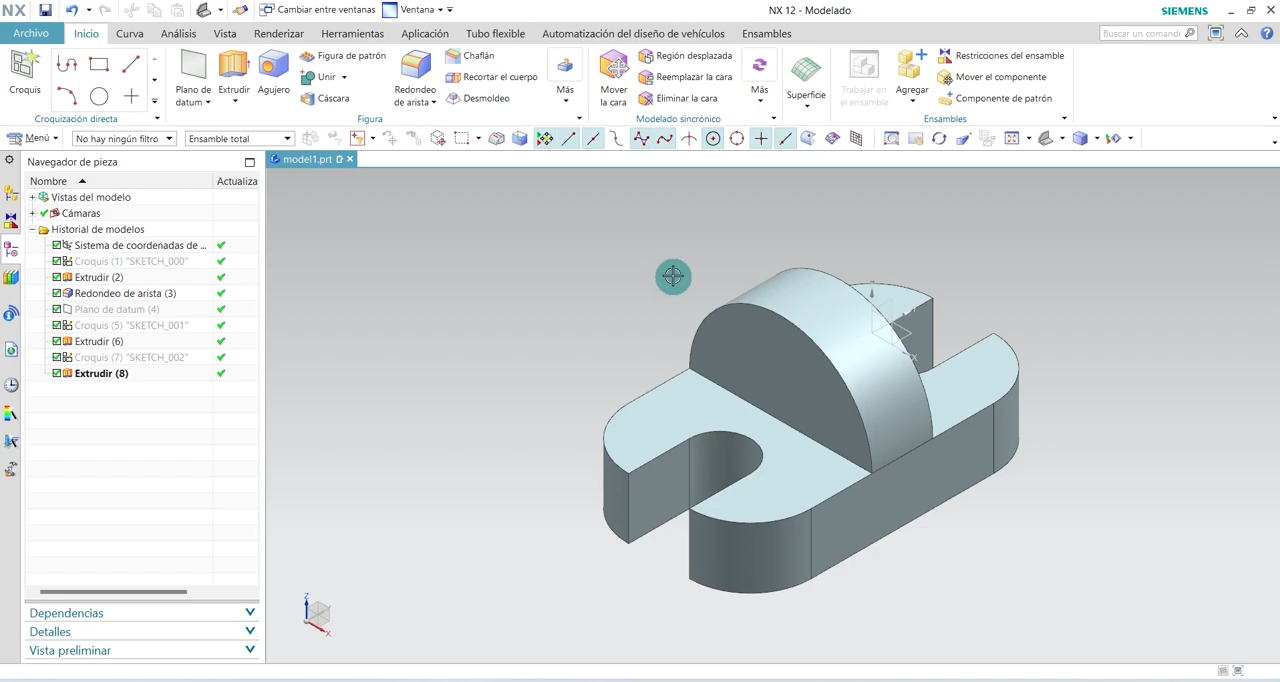 NX
Cambiar entre ventanas
Ventana
NX 12 - Modelado
SIEMENS
Archivo
Inicio
Curva
Análisis
Vista
Renderizar
Herramientas
Aplicación
Tubo flexible
Automatización del diseño de vehículos
Ensambles
Buscar un comando
Croquis
Croquización directa
Plano de datum
Extrudir
Agujero
Figura de patrón
Unir
Cáscara
Redondeo de arista
Chaflán
Recortar el cuerpo
Desmoldeo
Más
Figura
Mover la cara
Región desplazada
Reemplazar la cara
Eliminar la cara
Más
Modelado sincrónico
Superficie
Trabajar en el ensamble
Agregar
Restricciones del ensamble
Mover el componente
Componente de patrón
Ensambles
Menú
No hay ningún filtro
Ensamble total
Navegador de pieza
model1.prt
Nombre
Actualiza
Vistas del modelo
Cámaras
Historial de modelos
Sistema de coordenadas de ...
Croquis (1) "SKETCH_000"
Extrudir (2)
Redondeo de arista (3)
Plano de datum (4)
Croquis (5) "SKETCH_001"
Extrudir (6)
Croquis (7) "SKETCH_002"
Extrudir (8)
Dependencias
Detalles
Vista preliminar
Z
X
X